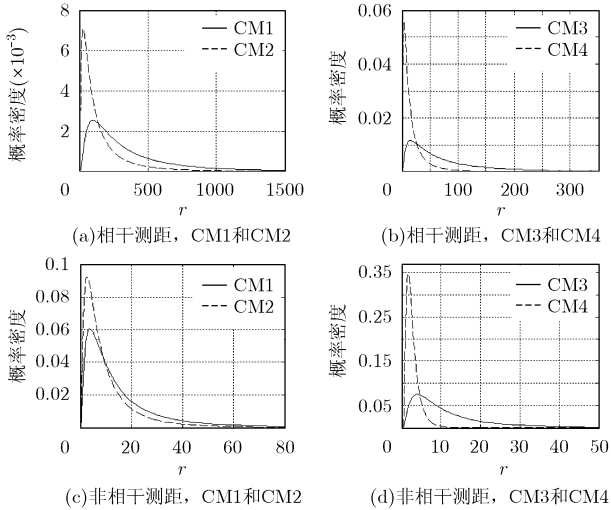 8
6
4
2
0
概率密度(×10⁻³)
CM1
CM2
500
1000
1500
r
(a)相干测距，CM1和CM2
0.06
0.04
0.02
0
概率密度
CM3
CM4
100
200
300
r
(b)相干测距，CM3和CM4
0.1
0.08
0.06
0.04
0.02
0
概率密度
CM1
CM2
20
40
60
80
r
(c)非相干测距，CM1和CM2
0.35
0.25
0.15
0.05
0
概率密度
CM3
CM4
10
20
30
40
50
r
(d)非相干测距，CM3和CM4